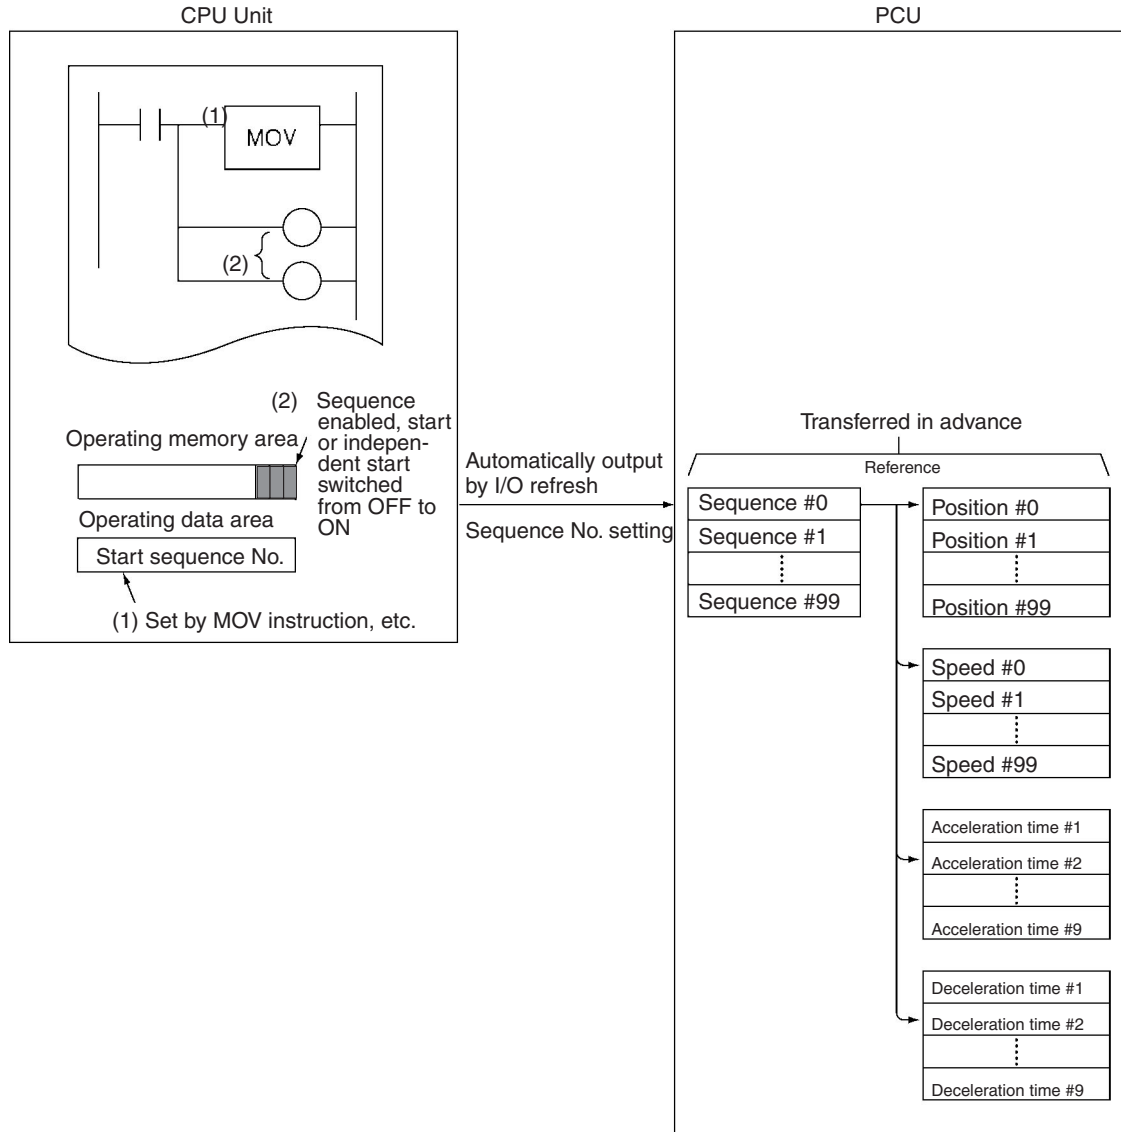 CPU Unit
PCU
(1)
MOV
(2)
(2) Sequence
enabled, start
or indepen-
dent start
switched
from OFF to
ON
Operating memory area
Operating data area
Start sequence No.
(1) Set by MOV instruction, etc.
Automatically output
by I/O refresh
Sequence No. setting
Transferred in advance
Reference
Sequence #0
Sequence #1
Sequence #99
Position #0
Position #1
Position #99
Speed #0
Speed #1
Speed #99
Acceleration time #1
Acceleration time #2
Acceleration time #9
Deceleration time #1
Deceleration time #2
Deceleration time #9